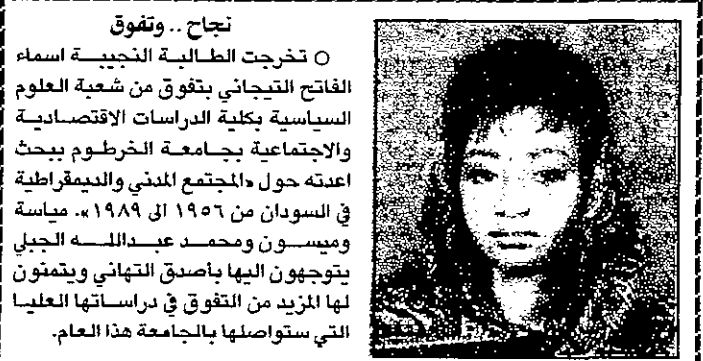 نجاح .. وتفوق
○ تخرجت الطالبة النجيبة اسماء
الفاتح التيجاني بتفوق من شعبة العلوم
السياسية بكلية الدراسات الاقتصادية
والاجتماعية بجامعة الخرطوم ببحث
اعدته حول «المجتمع المدني والديمقراطية
في السودان من ١٩٥٦ الى ١٩٨٩». مياسة
وميسون ومحمد عبدالله الجبلي
يتوجهون اليها بأصدق التهاني ويتمنون
لها المزيد من التفوق في دراساتها العليا
التي ستواصلها بالجامعة هذا العام.